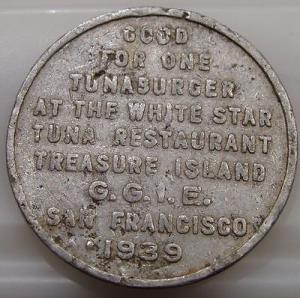 GOOD
FOR ONE
TUNABURGER
AT THE WHITE STAR
TUNA RESTAURANT
TREASURE ISLAND
G.G.I.E.
SAN FRANCISCO
1939